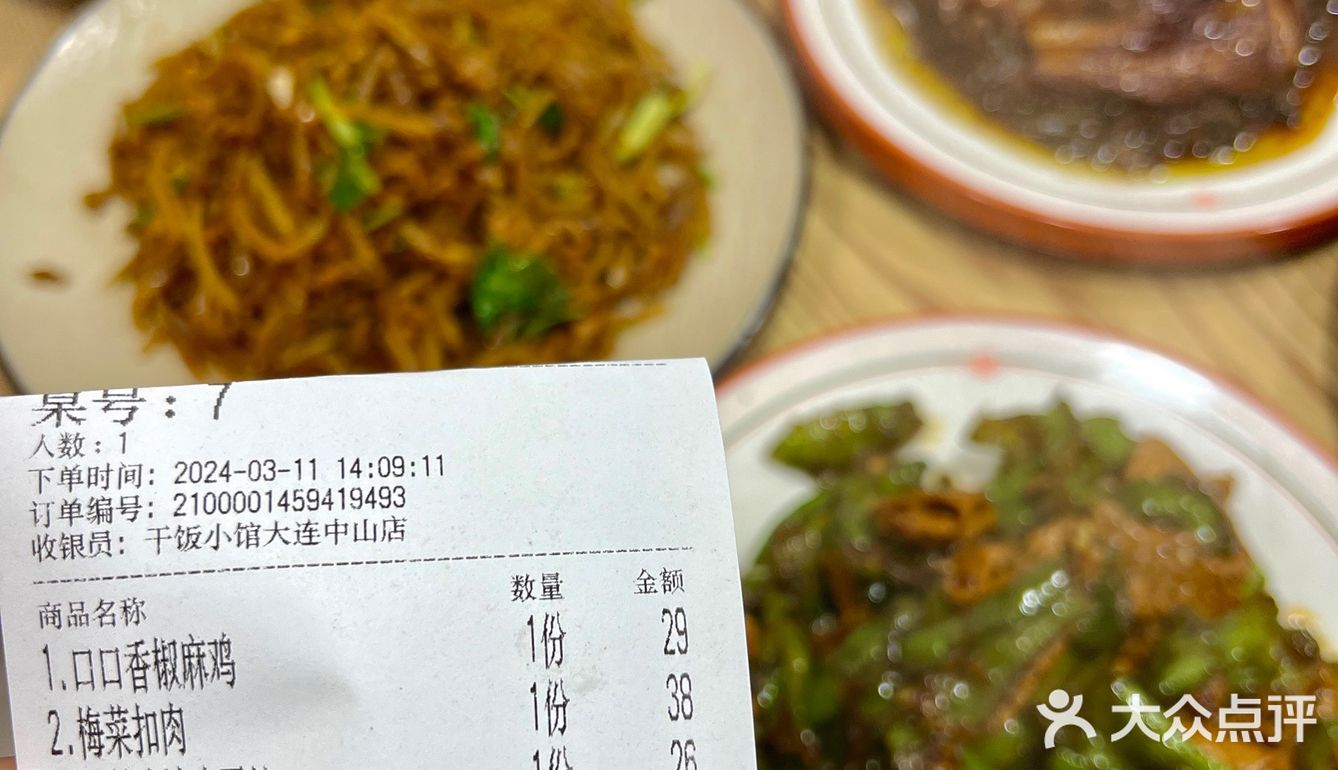 桌号：7
人数：1
下单时间：2024-03-11 14:09:11
订单编号：2100001459419493
收银员：干饭小馆大连中山店
商品名称 数量 金额
1.口口香椒麻鸡 1份 29
2.梅菜扣肉 1份 38
1份 26
大众点评